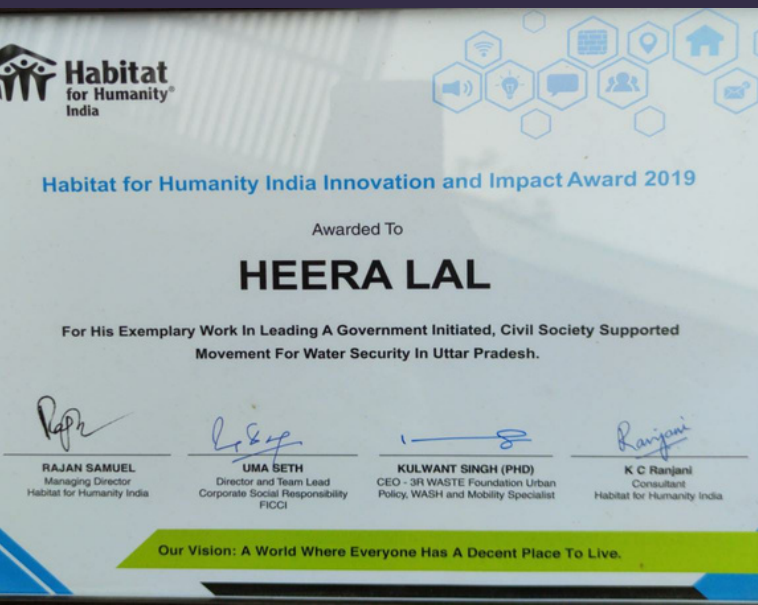 Habitat
for Humanity®
India
Habitat for Humanity India Innovation and Impact Award 2019
Awarded To
HEERA LAL
For His Exemplary Work In Leading A Government Initiated, Civil Society Supported
Movement For Water Security In Uttar Pradesh.
RAJAN SAMUEL
Managing Director
Habitat for Humanity India
UMA SETH
Director and Team Lead
Corporate Social Responsibility
FICCI
KULWANT SINGH (PHD)
CEO - 3R WASTE Foundation Urban
Policy, WASH and Mobility Specialist
Ranjani
K C Ranjani
Consultant
Habitat for Humanity India
Our Vision: A World Where Everyone Has A Decent Place To Live.